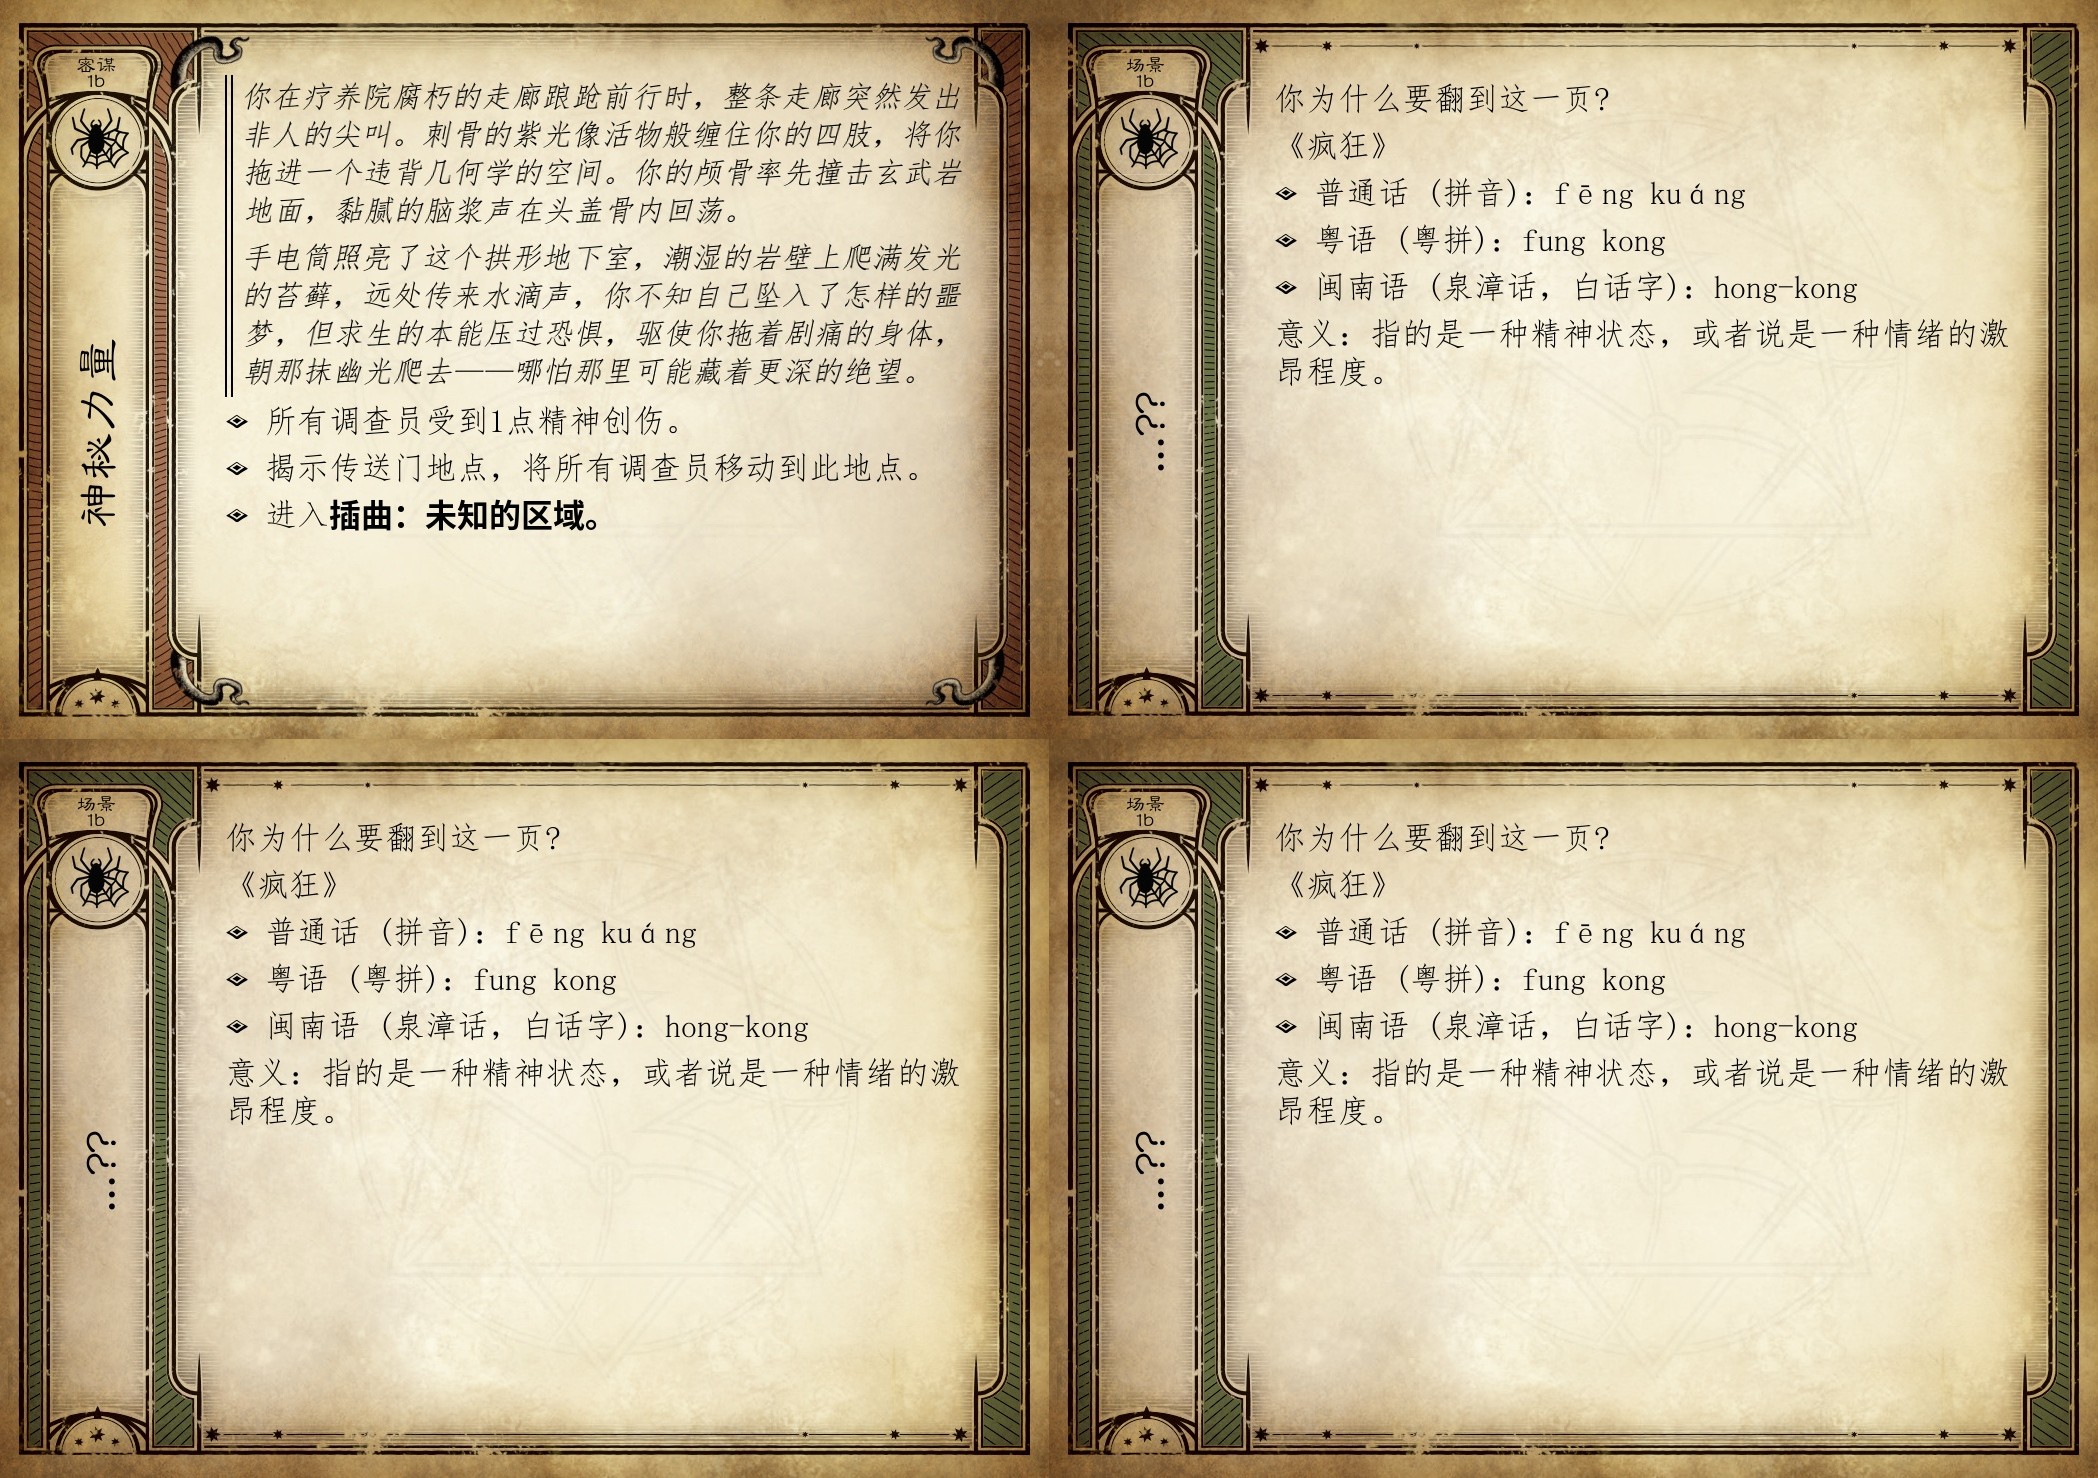 密谋
1b
神秘力量
你在疗养院腐朽的走廊踉跄前行时，整条走廊突然发出
非人的尖叫。刺骨的紫光像活物般缠住你的四肢，将你
拖进一个违背几何学的空间。你的颅骨率先撞击玄武岩
地面，黏腻的脑浆声在头盖骨内回荡。
手电筒照亮了这个拱形地下室，潮湿的岩壁上爬满发光
的苔藓，远处传来水滴声，你不知自己坠入了怎样的噩
梦，但求生的本能压过恐惧，驱使你拖着剧痛的身体，
朝那抹幽光爬去——哪怕那里可能藏着更深的绝望。
所有调查员受到1点精神创伤。
揭示传送门地点，将所有调查员移动到此地点。
进入插曲：未知的区域。
场景
1b
¿¿…
你为什么要翻到这一页？
《疯狂》
普通话（拼音）：fēng kuáng
粤语（粤拼）：fung kong
闽南语（泉漳话，白话字）：hong-kong
意义：指的是一种精神状态，或者说是一种情绪的激
昂程度。
场景
1b
…??
你为什么要翻到这一页？
《疯狂》
普通话（拼音）：fēng kuáng
粤语（粤拼）：fung kong
闽南语（泉漳话，白话字）：hong-kong
意义：指的是一种精神状态，或者说是一种情绪的激
昂程度。
场景
1b
¿¿…
你为什么要翻到这一页？
《疯狂》
普通话（拼音）：fēng kuáng
粤语（粤拼）：fung kong
闽南语（泉漳话，白话字）：hong-kong
意义：指的是一种精神状态，或者说是一种情绪的激
昂程度。